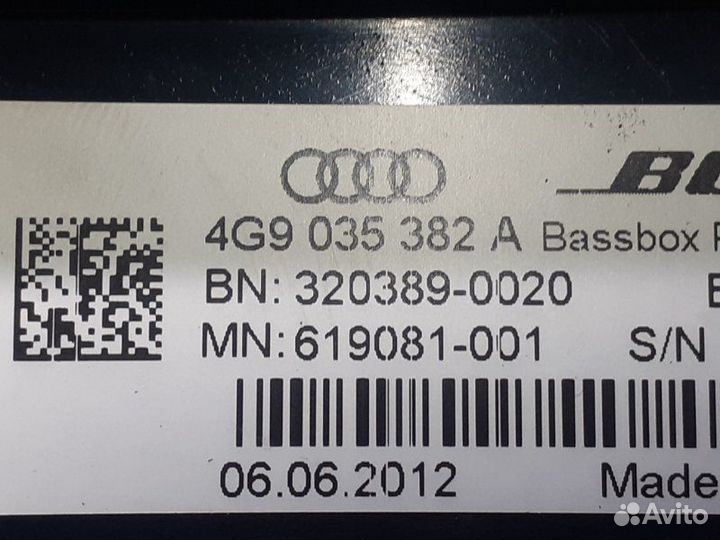 4G9 035 382 A Bassbox
BN: 320389-0020
MN: 619081-001 S/N
06.06.2012 Made
Avito